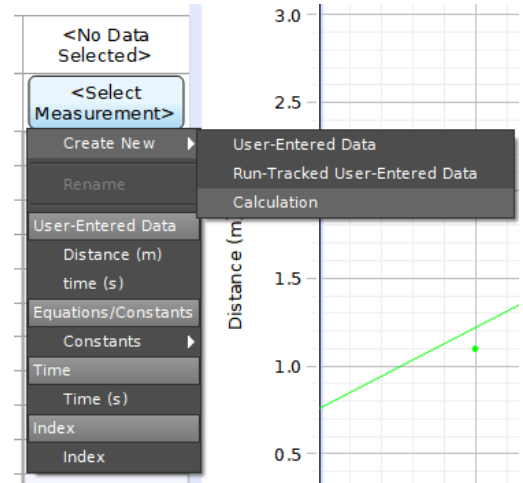 <No Data
Selected>
<Select
Measurement>
Create New
Rename
User-Entered Data
Distance (m)
time (s)
Equations/Constants
Constants
Time
Time (s)
Index
Index
User-Entered Data
Run-Tracked User-Entered Data
Calculation
Distance (m)
3.0
2.5
1.5
1.0
0.5